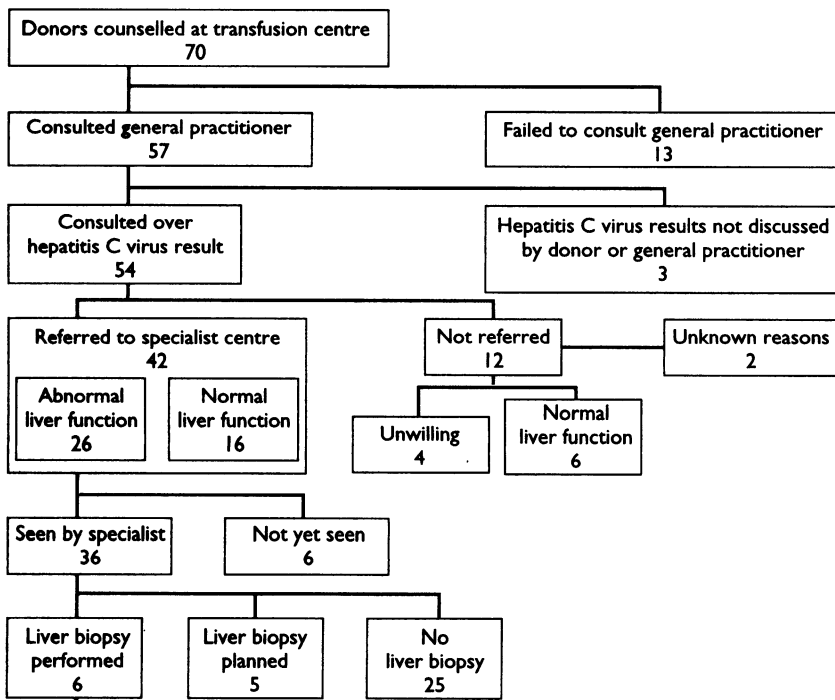 Donors counselled at transfusion centre
70
Consulted general practitioner
57
Failed to consult general practitioner
13
Consulted over
hepatitis C virus result
54
Hepatitis C virus results not discussed
by donor or general practitioner
3
Referred to specialist centre
42
Abnormal
liver function
26
Normal
liver function
16
Not referred
12
Unknown reasons
2
Unwilling
4
Normal
liver function
6
Seen by specialist
36
Not yet seen
6
Liver biopsy
performed
6
Liver biopsy
planned
5
No
liver biopsy
25